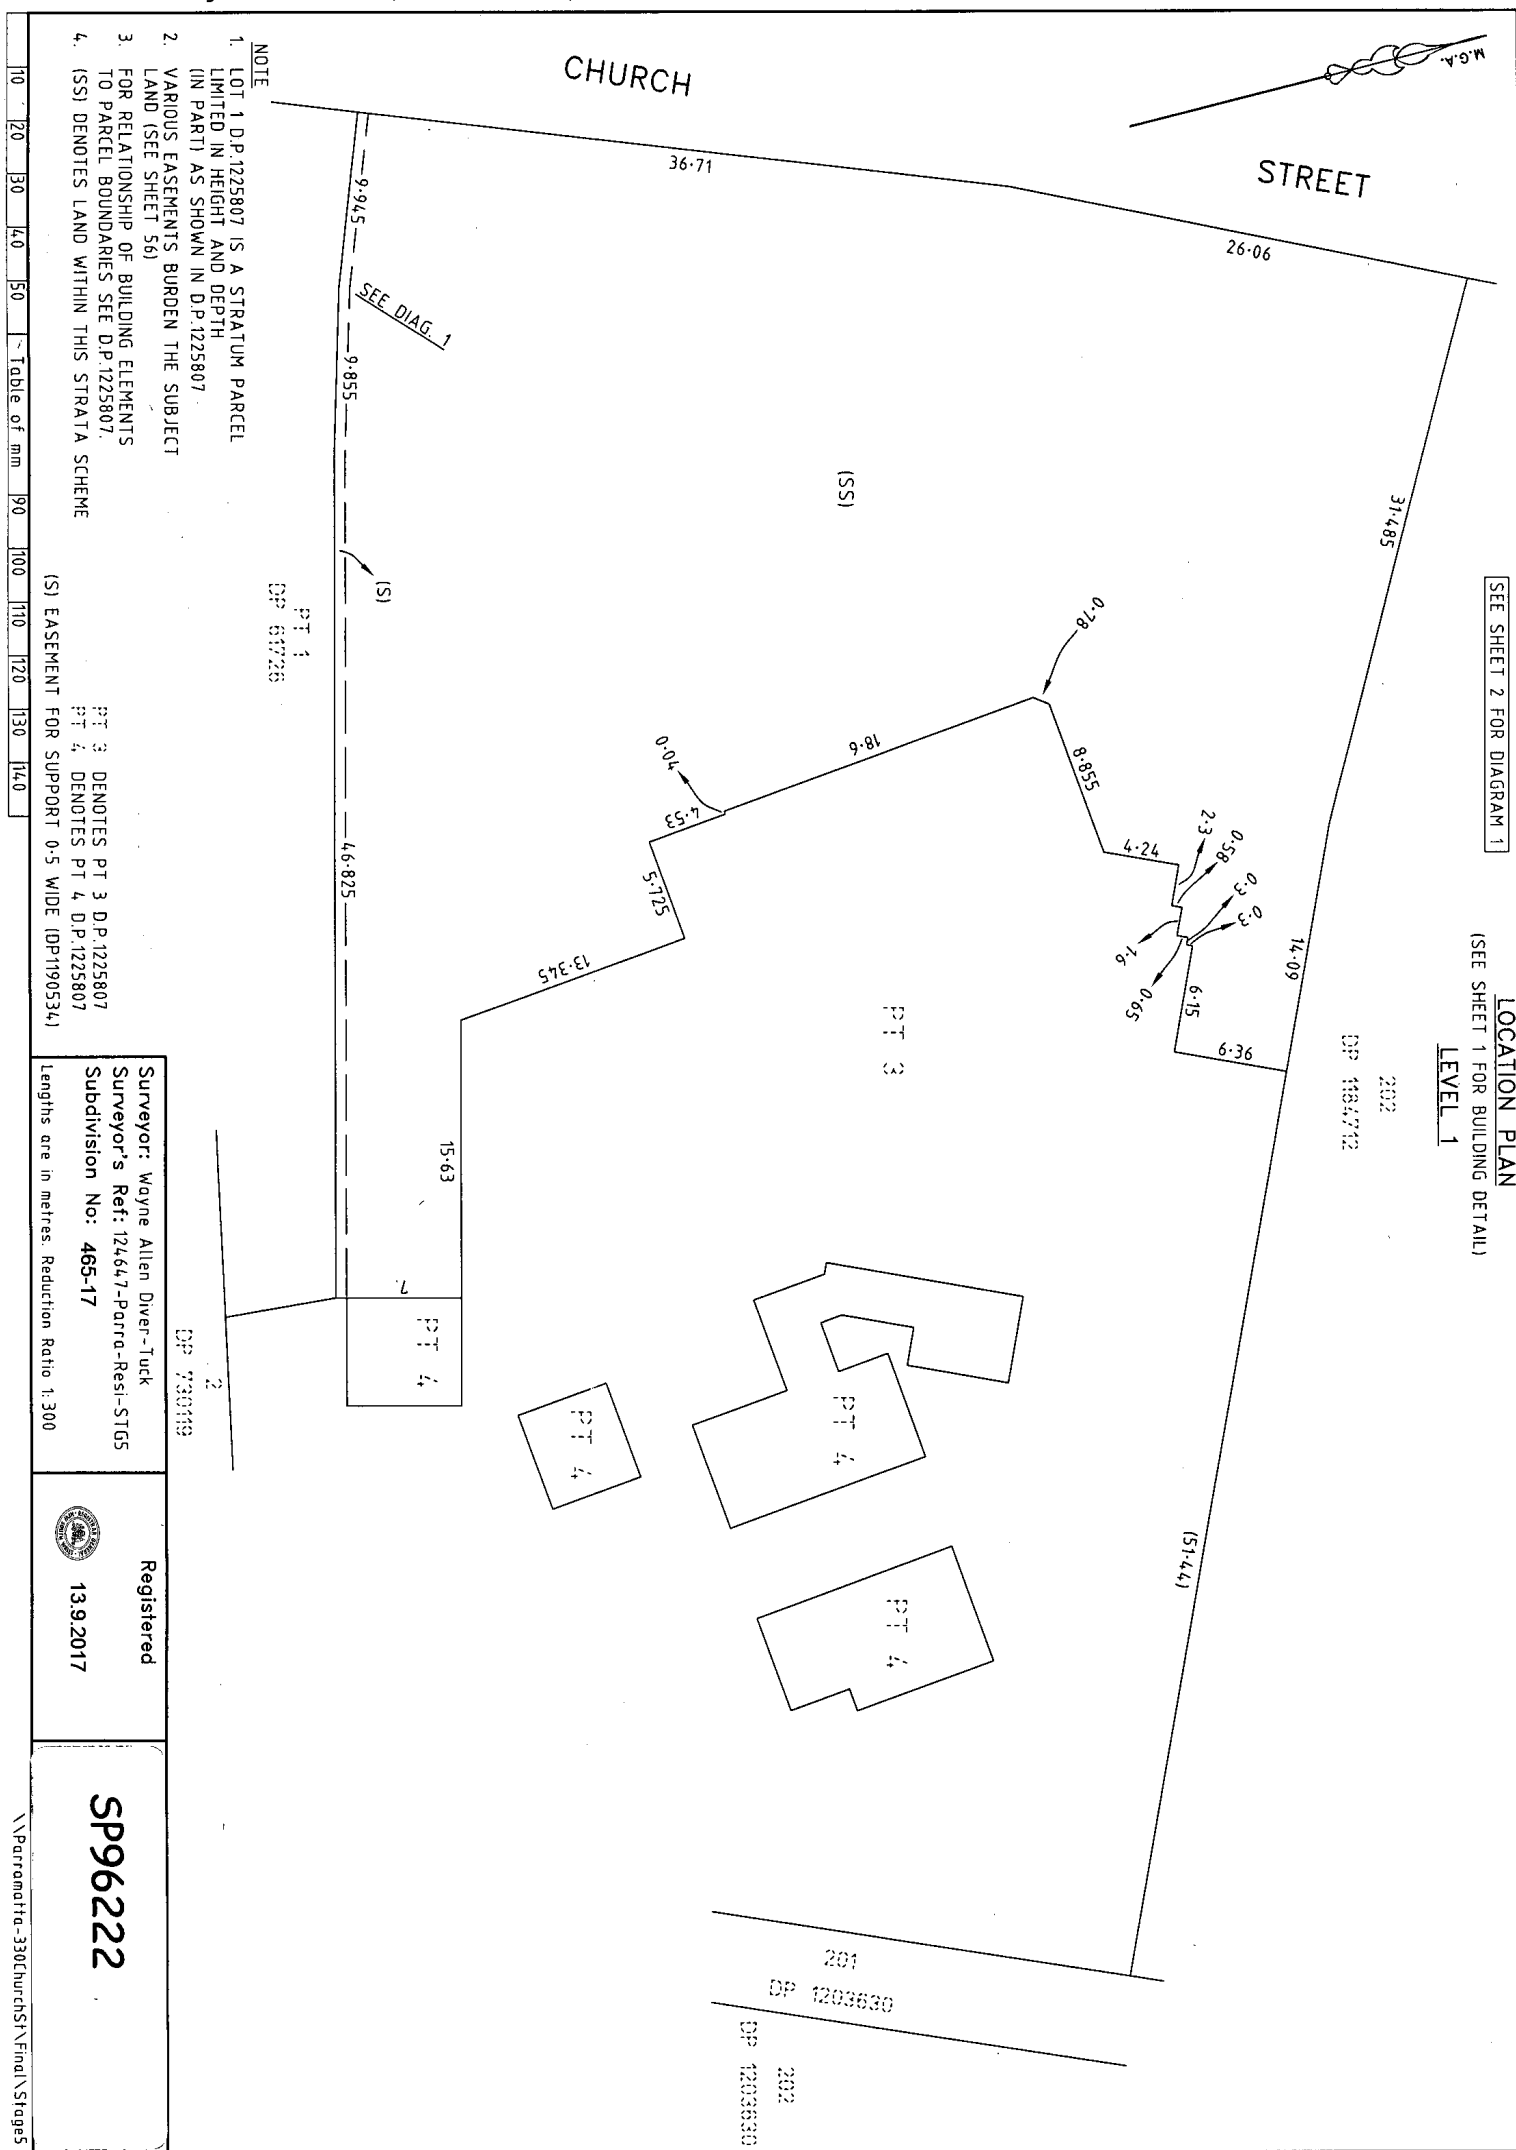 LOCATION PLAN
(SEE SHEET 1 FOR BUILDING DETAIL)
LEVEL 1
SEE SHEET 2 FOR DIAGRAM 1
M.G.A.
CHURCH
STREET
36·71
26·06
31·485
14·09
(51·44)
202
DP 1184712
(SS)
0·78
8·855
4·24
2·3
0·58
0·3
0·3
1·6
0·65
6·15
6·36
18·6
0·04
4·53
5·725
13·345
15·63
7·
PT 3
PT 4
PT 4
PT 4
PT 4
9·945
SEE DIAG. 1
9·855
(S)
46·825
PT 1
DP 61726
2
DP 730119
201
DP 1203630
202
DP 1203630
NOTE
1. LOT 1 D.P.1225807 IS A STRATUM PARCEL
LIMITED IN HEIGHT AND DEPTH
(IN PART) AS SHOWN IN D.P.1225807
2. VARIOUS EASEMENTS BURDEN THE SUBJECT
LAND (SEE SHEET 56)
3. FOR RELATIONSHIP OF BUILDING ELEMENTS
TO PARCEL BOUNDARIES SEE D.P.1225807.
4. (SS) DENOTES LAND WITHIN THIS STRATA SCHEME
PT 3 DENOTES PT 3 D.P.1225807
PT 4 DENOTES PT 4 D.P.1225807
(S) EASEMENT FOR SUPPORT 0·5 WIDE (DP1190534)
Surveyor: Wayne Allen Diver-Tuck
Surveyor's Ref: 124647-Parra-Resi-STG5
Subdivision No: 465-17
Lengths are in metres. Reduction Ratio 1:300
Registered
13.9.2017
SP96222
10 20 30 40 50 Table of mm 90 100 110 120 130 140
\\Parramatta-330ChurchSt\Final\Stage5